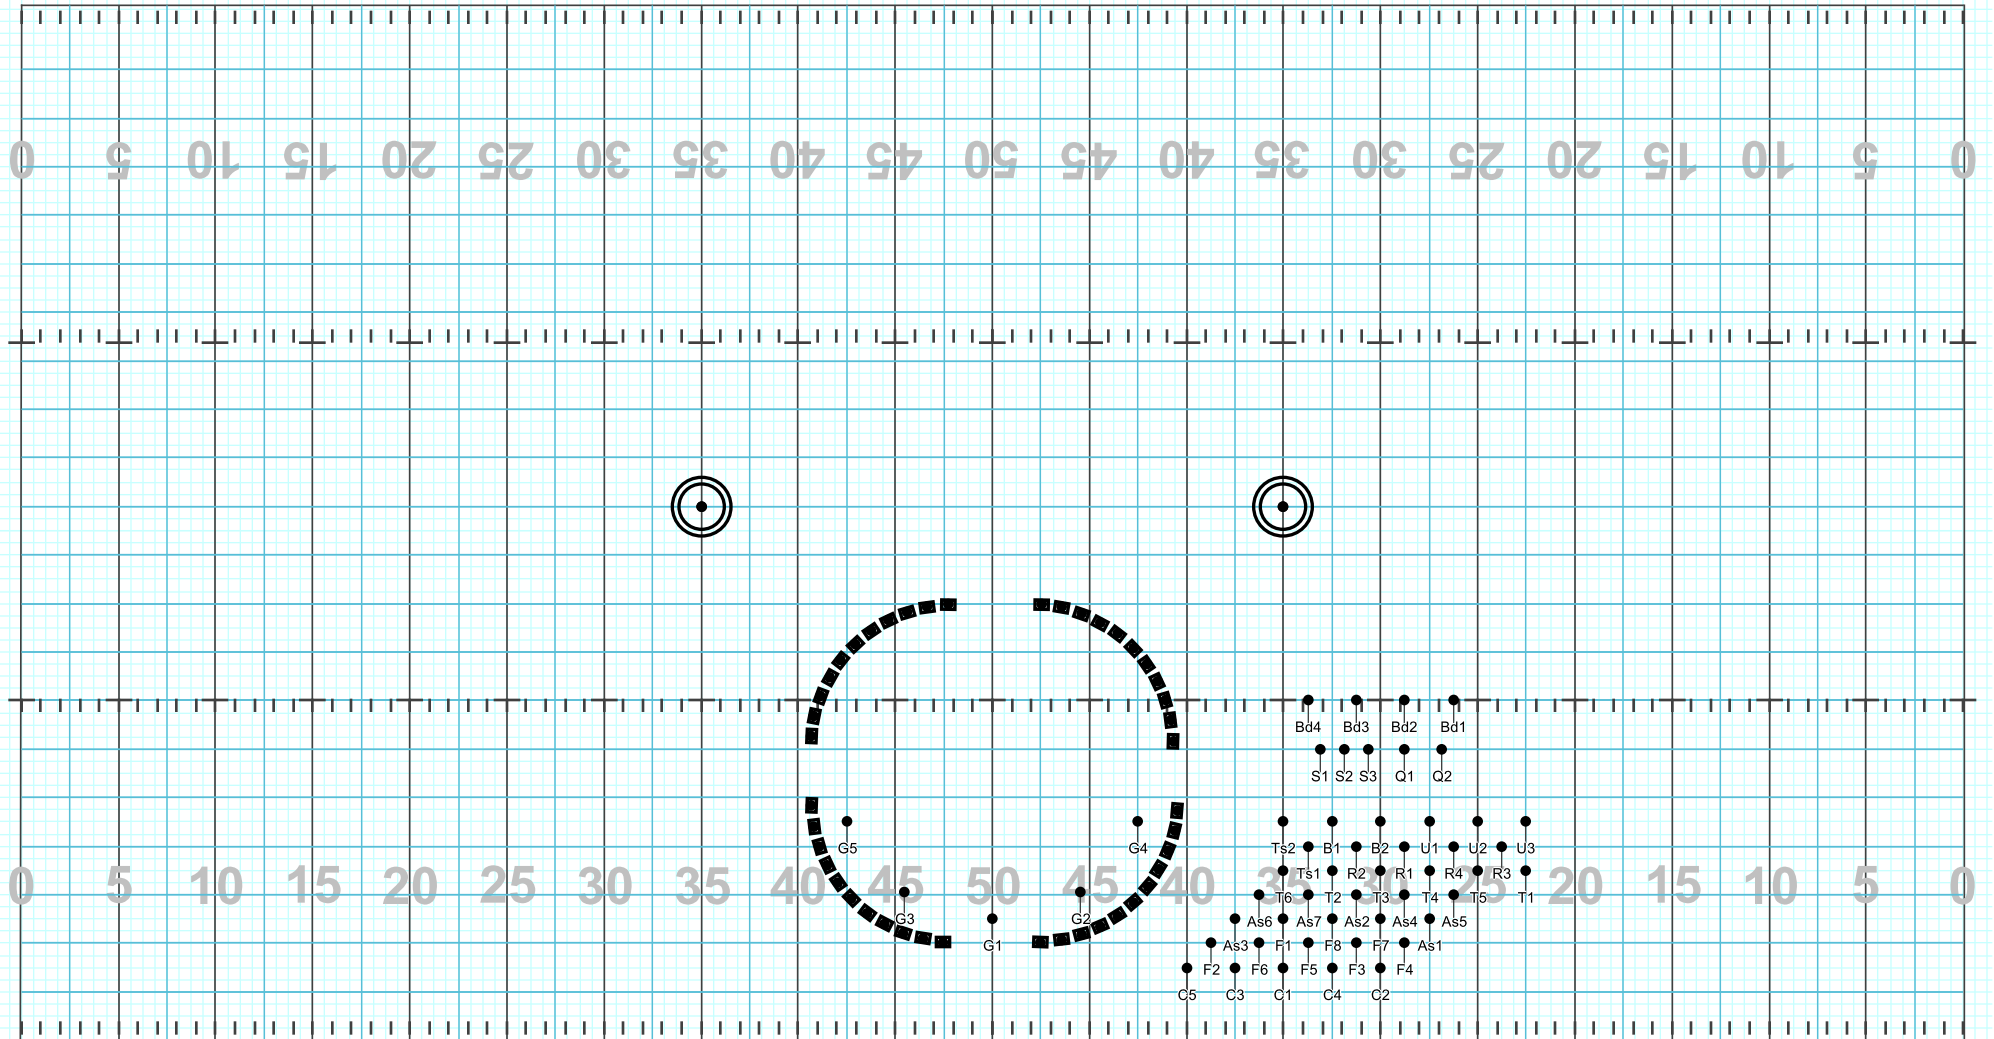 0 5 10 15 20 25 30 35 40 45 50 45 40 35 30 25 20 15 10 5 0
Bd4 Bd3 Bd2 Bd1
S1 S2 S3 Q1 Q2
G5 G4 Ts2 B1 B2 U1 U2 U3
Ts1 R2 R1 R4 R3
0 5 10 15 20 25 30 35 40 45 50 45 40 35 30 25 20 15 10 5 0
T6 T2 T3 T4 T5 T1
G3 G2 As6 As7 As2 As4 As5
G1 As3 F1 F8 F7 As1
F2 F6 F5 F3 F4
C5 C3 C1 C4 C2